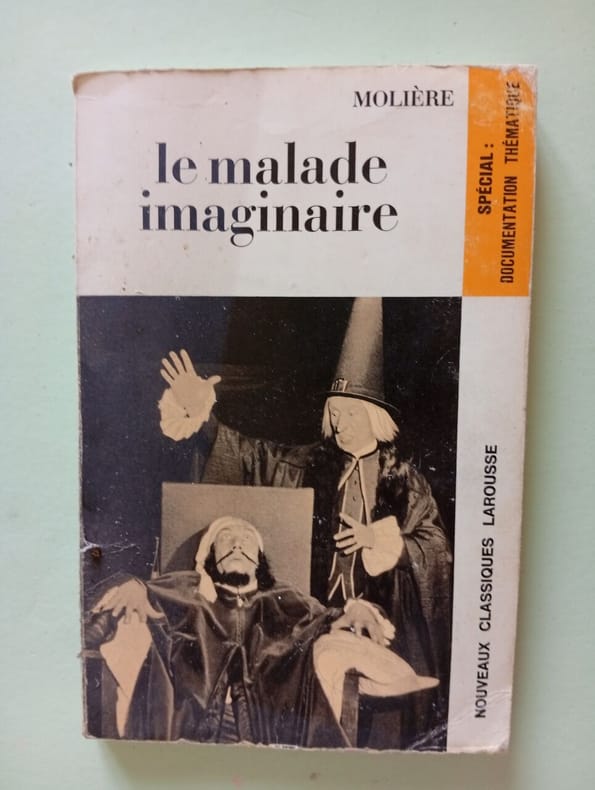 MOLIÈRE
le malade
imaginaire
SPÉCIAL :
DOCUMENTATION THÉMATIQUE
NOUVEAUX CLASSIQUES LAROUSSE